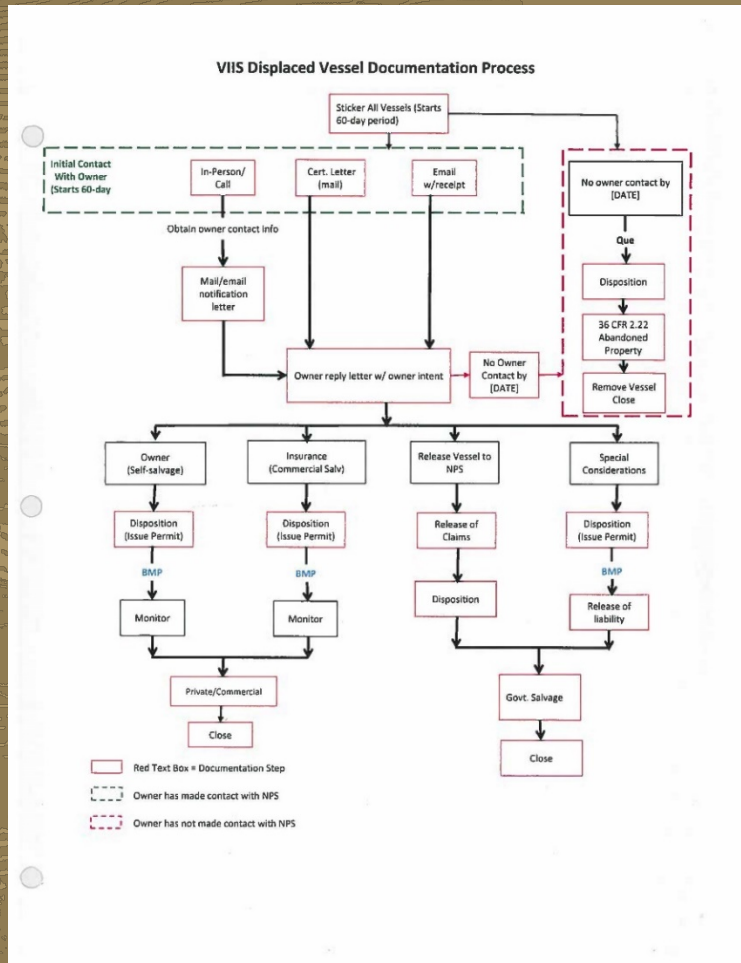 VIIS Displaced Vessel Documentation Process
Sticker All Vessels (Starts
60-day period)
Initial Contact
With Owner
(Starts 60-day
In-Person/
Call
Cert. Letter
(mail)
Email
w/receipt
No owner contact by
[DATE]
Obtain owner contact info
Que
Mail/email
notification
letter
Disposition
36 CFR 2.22
Abandoned
Property
Owner reply letter w/ owner intent
No Owner
Contact by
[DATE]
Remove Vessel
Close
Owner
(Self-salvage)
Insurance
(Commercial Salv)
Release Vessel to
NPS
Special
Considerations
Disposition
(Issue Permit)
Disposition
(Issue Permit)
Release of
Claims
Disposition
(Issue Permit)
BMP
BMP
BMP
Monitor
Monitor
Disposition
Release of
liability
Private/Commercial
Govt. Salvage
Close
Close
Red Text Box = Documentation Step
Owner has made contact with NPS
Owner has not made contact with NPS